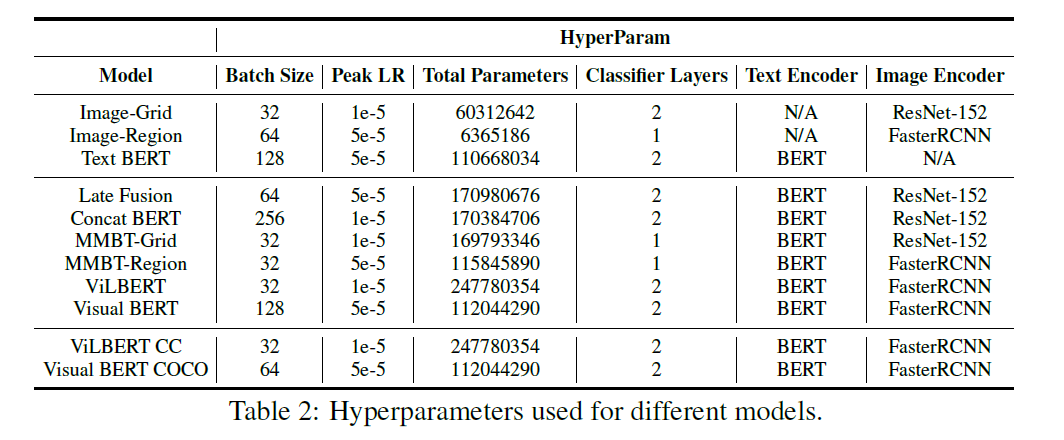 HyperParam
Model Batch Size Peak LR Total Parameters Classifier Layers Text Encoder Image Encoder
Image-Grid 32 1e-5 60312642 2 N/A ResNet-152
Image-Region 64 5e-5 6365186 1 N/A FasterRCNN
Text BERT 128 5e-5 110668034 2 BERT N/A
Late Fusion 64 5e-5 170980676 2 BERT ResNet-152
Concat BERT 256 1e-5 170384706 2 BERT ResNet-152
MMBT-Grid 32 1e-5 169793346 1 BERT ResNet-152
MMBT-Region 32 5e-5 115845890 1 BERT FasterRCNN
ViLBERT 32 1e-5 247780354 2 BERT FasterRCNN
Visual BERT 128 5e-5 112044290 2 BERT FasterRCNN
ViLBERT CC 32 1e-5 247780354 2 BERT FasterRCNN
Visual BERT COCO 64 5e-5 112044290 2 BERT FasterRCNN
Table 2: Hyperparameters used for different models.